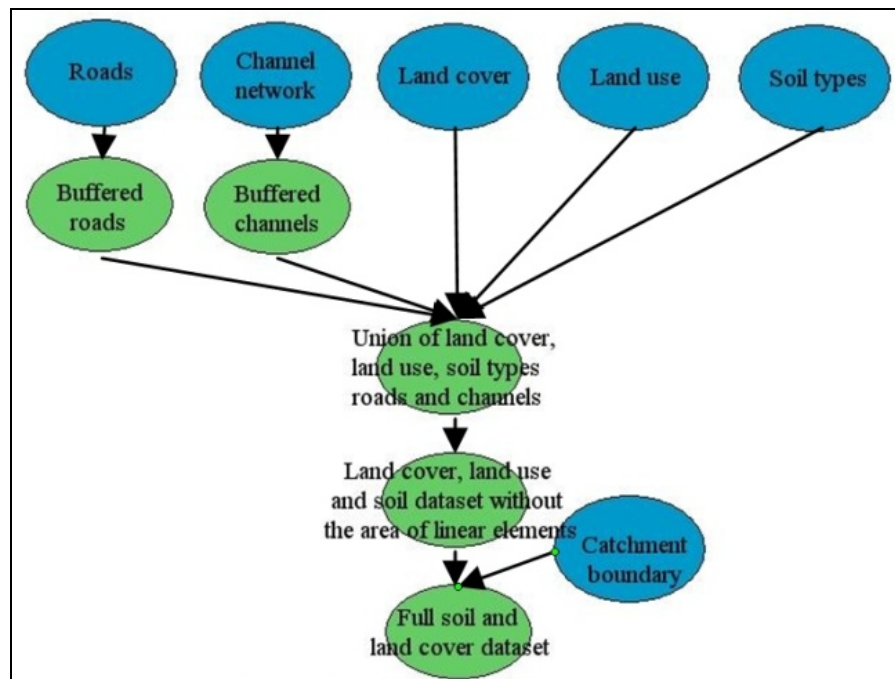 Roads
Channel
network
Land cover
Land use
Soil types
Buffered
roads
Buffered
channels
Union of land cover,
land use, soil types
roads and channels
Land cover, land use
and soil dataset without
the area of linear elements
Catchment
boundary
Full soil and
land cover dataset